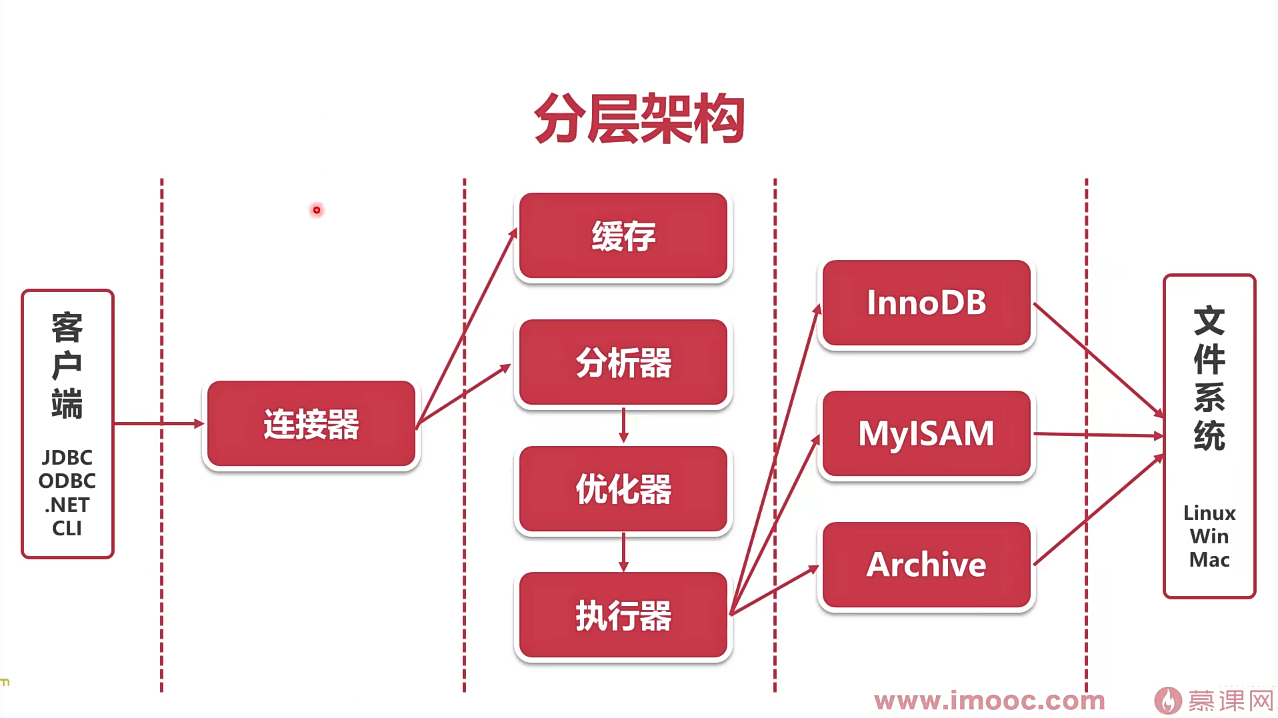 分层架构
客
户
端
JDBC
ODBC
.NET
CLI
连接器
缓存
分析器
优化器
执行器
InnoDB
MyISAM
Archive
文
件
系
统
Linux
Win
Mac
www.imooc.com
慕课网